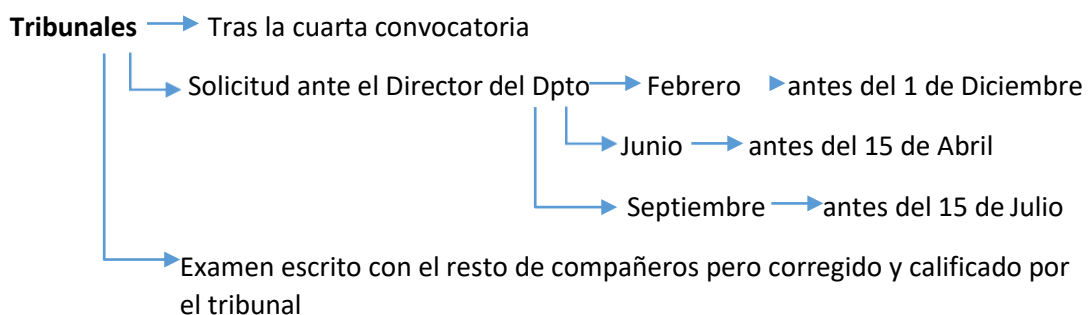 Tribunales Tras la cuarta convocatoria
Solicitud ante el Director del Dpto Febrero antes del 1 de Diciembre
Junio antes del 15 de Abril
Septiembre antes del 15 de Julio
Examen escrito con el resto de compañeros pero corregido y calificado por
el tribunal